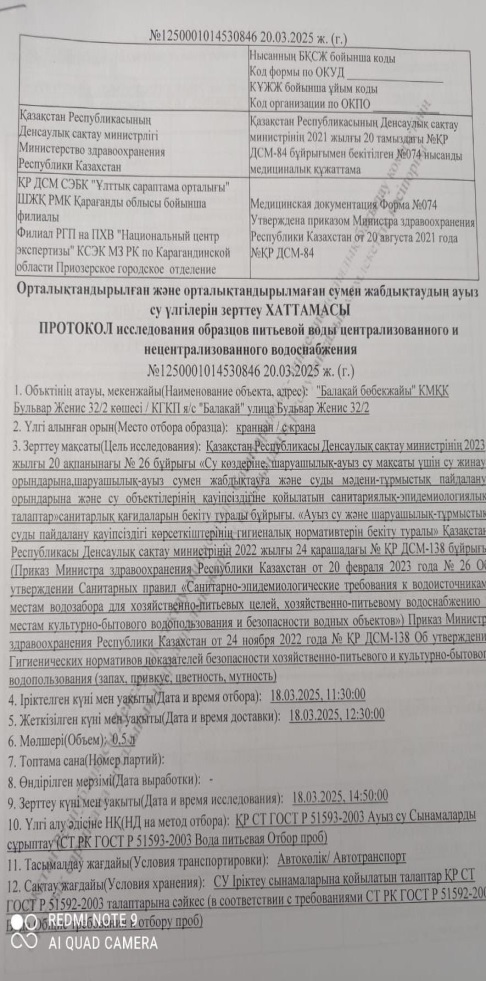 №1250001014530846 20.03.2025 ж. (г.)
Нысанның БҚСЖ бойынша коды
Код формы по ОКУД
КҰЖЖ бойынша ұйым коды
Код организации по ОКПО
Қазақстан Республикасының
Денсаулық сақтау министрлігі
Министерство здравоохранения
Республики Казахстан
Қазақстан Республикасының Денсаулық сақтау
министрінің 2021 жылғы 20 тамыздағы №ҚР
ДСМ-84 бұйрығымен бекітілген №074 нысанды
медициналық құжаттама
ҚР ДСМ СЭБК "Ұлттық сараптама орталығы"
ШЖҚ РМК Қарағанды облысы бойынша
филиалы
Филиал РГП на ПХВ "Национальный центр
экспертизы" КСЭК МЗ РК по Карагандинской
области Приозерское городское отделение
Медицинская документация Форма №074
Утверждена приказом Министра здравоохранения
Республики Казахстан от 20 августа 2021 года
№ҚР ДСМ-84
Орталықтандырылған және орталықтандырылмаған сумен жабдықтаудың ауыз
су үлгілерін зерттеу ХАТТАМАСЫ
ПРОТОКОЛ исследования образцов питьевой воды централизованного и
нецентрализованного водоснабжения
№1250001014530846 20.03.2025 ж. (г.)
1. Объктінің атауы, мекенжайы(Наименование объекта, адрес): "Балақай бөбекжайы" КМҚК
Бульвар Женис 32/2 көшесі / КГКП я/с "Балакай" улица Бульвар Женис 32/2
2. Үлгі алынған орын(Место отбора образца): краннан / с крана
3. Зерттеу мақсаты(Цель исследования): Қазақстан Республикасы Денсаулық сақтау министрінің 2023
жылғы 20 ақпанынағы № 26 бұйрығы «Су көздеріне, шаруашылық-ауыз су мақсаты үшін су жинау
орындарына,шаруашылық-ауыз сумен жабдықтауға және суды мәдени-тұрмыстық пайдалану
орындарына және су объектілерінің қауіпсіздігіне қойылатын санитариялық-эпидемиологиялық
талаптар»санитарлық қағидаларын бекіту туралы бұйрығы. «Ауыз су және шаруашылық-тұрмыстық
суды пайдалану қауіпсіздігі көрсеткіштерінің гигиеналық нормативтерін бекіту туралы» Қазақстан
Республикасы Денсаулық сақтау министрінің 2022 жылғы 24 қарашадағы № ҚР ДСМ-138 бұйрығы
(Приказ Министра здравоохранения Республики Казахстан от 20 февраля 2023 года № 26 Об
утверждении Санитарных правил «Санитарно-эпидемиологические требования к водоисточникам
местам водозабора для хозяйственно-питьевых целей, хозяйственно-питьевому водоснабжению
местам культурно-бытового водопользования и безопасности водных объектов») Приказ Минист
здравоохранения Республики Казахстан от 24 ноября 2022 года № ҚР ДСМ-138 Об утверждени
Гигиенических нормативов показателей безопасности хозяйственно-питьевого и культурно-бытовог
водопользования (запах, привкус, цветность, мутность)
4. Іріктелген күні мен уақыты(Дата и время отбора): 18.03.2025, 11:30:00
5. Жеткізілген күні мен уақыты(Дата и время доставки): 18.03.2025, 12:30:00
6. Мөлшері(Объем): 0,5 л
7. Топтама сана(Номер партий):
8. Өндірілген мерзімі(Дата выработки): -
9. Зерттеу күні мен уақыты(Дата и время исследования): 18.03.2025, 14:50:00
10. Үлгі алу әдісіне НҚ(НД на метод отбора): ҚР СТ ГОСТ Р 51593-2003 Ауыз су Сынамаларды
сұрыптау (СТ РК ГОСТ Р 51593-2003 Вода питьевая Отбор проб)
11. Тасымалдау жағдайы(Условия транспортировки): Автокөлік/ Автотранспорт
12. Сақтау жағдайы(Условия хранения): СУ Іріктеу сынамаларына қойылатын талаптар ҚР СТ
ГОСТ Р 51592-2003 талаптарына сәйкес (в соответствии с требованиями СТ РК ГОСТ Р 51592-200
Общие требования к отбору проб)
REDMI NOTE 9
AI QUAD CAMERA